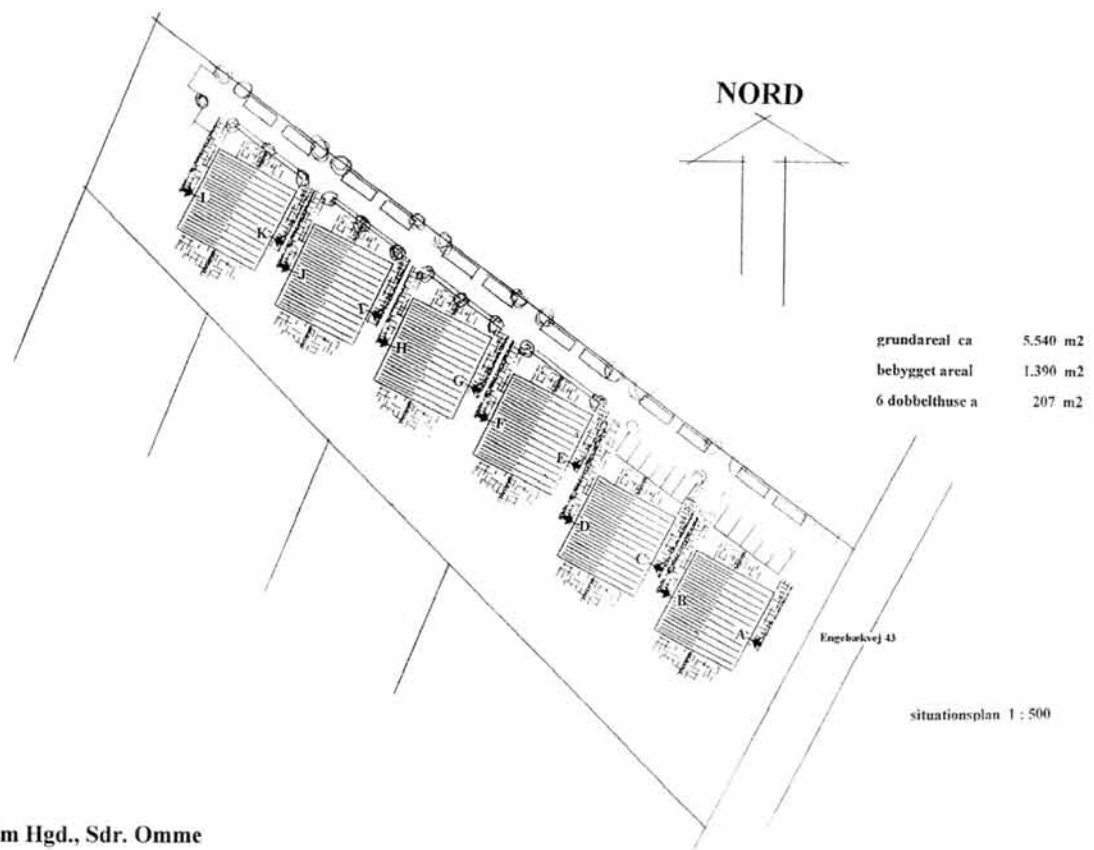 NORD
grundareal ca 5.540 m2
bebygget areal 1.390 m2
6 dobbelthuse a 207 m2
L
K
J
I
H
G
F
E
D
C
B
A
Engebækvej 43
situationsplan 1 : 500
m Hgd., Sdr. Omme